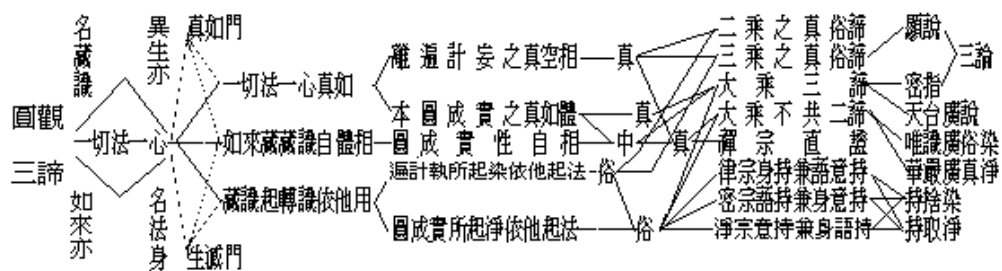 圓觀
三諦
名藏識
一切法
如來亦
異生亦
心
名法身
真如門
一切法一心真如
如來藏藏識自體相
藏識起轉識依他用
生滅門
離遍計妄之真空相
本圓成實之真如體
圓成實性自相
遍計執所起染依他起法
圓成實所起淨依他起法
真
真
中
真
俗
俗
二乘之真俗諦
三乘之真俗諦
大乘三諦
大乘不共二諦
禪宗直證
律宗身持兼語意持
密宗語持兼身意持
淨宗意持兼身語持
顯說
密指
三論
天台廣說
唯識廣俗染
華嚴廣真淨
持捨染
持取淨